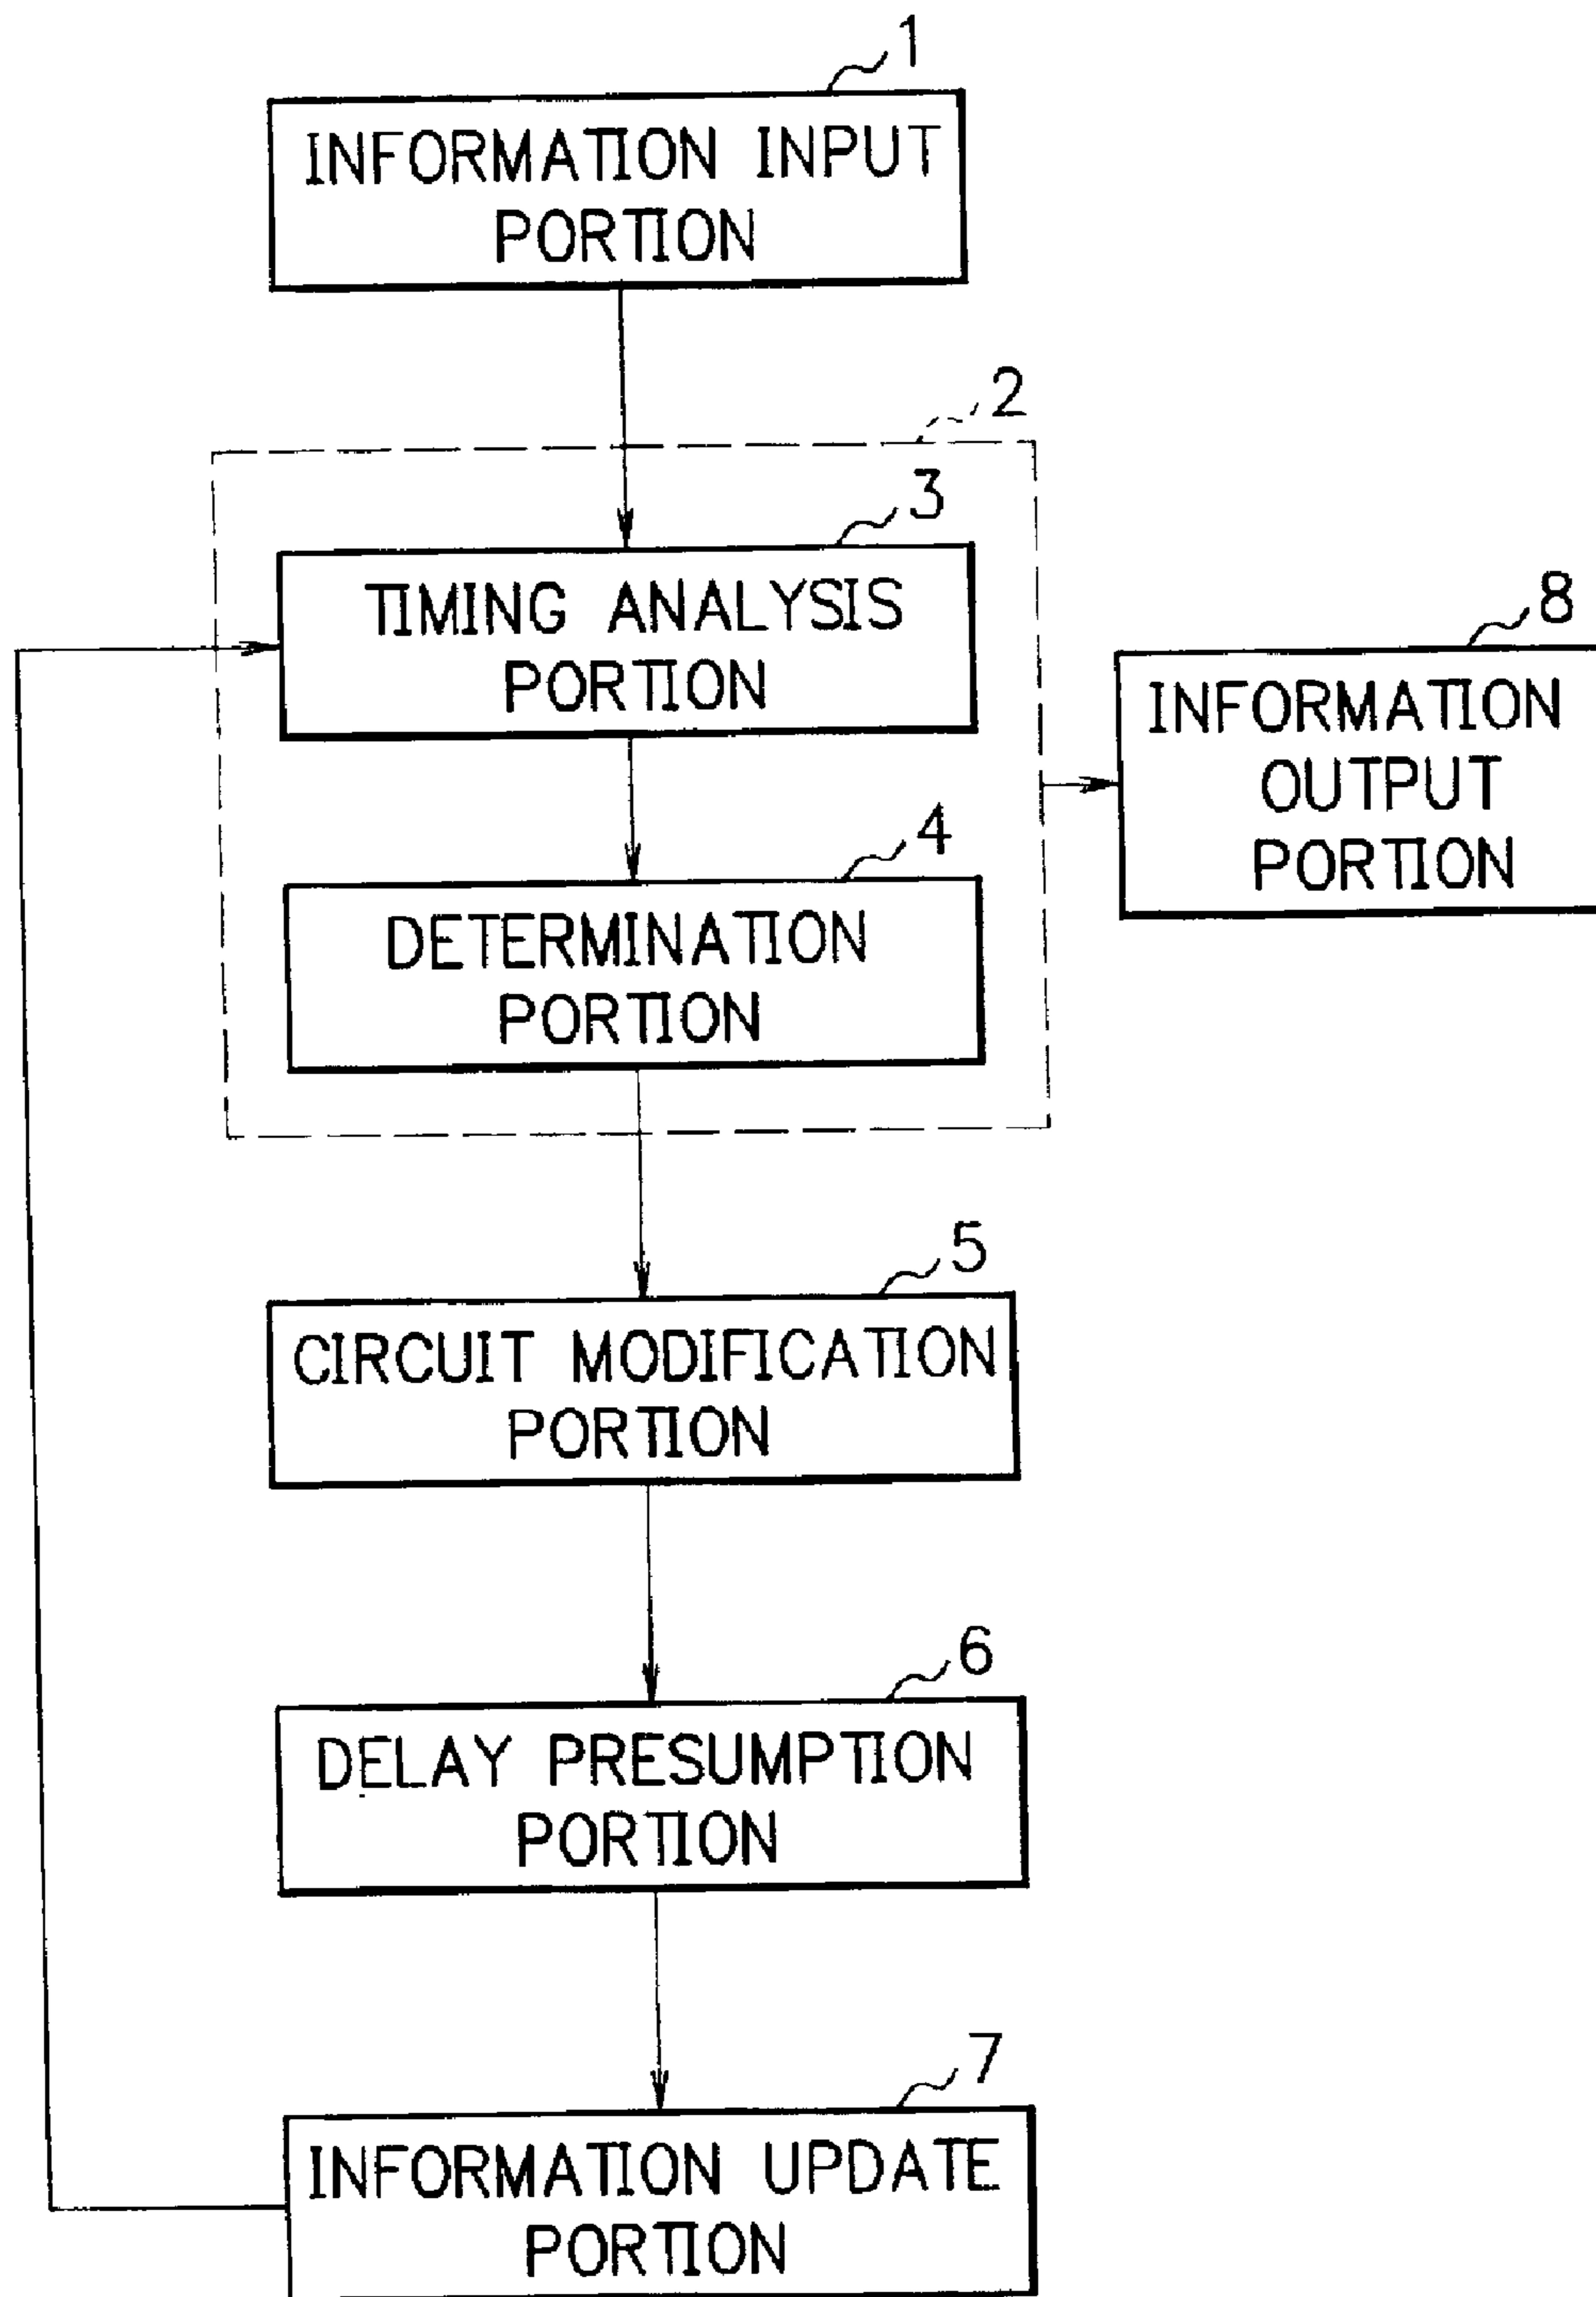 1
INFORMATION INPUT
PORTION
2
3
TIMING ANALYSIS
PORTION
8
INFORMATION
OUTPUT
PORTION
4
DETERMINATION
PORTION
5
CIRCUIT MODIFICATION
PORTION
6
DELAY PRESUMPTION
PORTION
7
INFORMATION UPDATE
PORTION